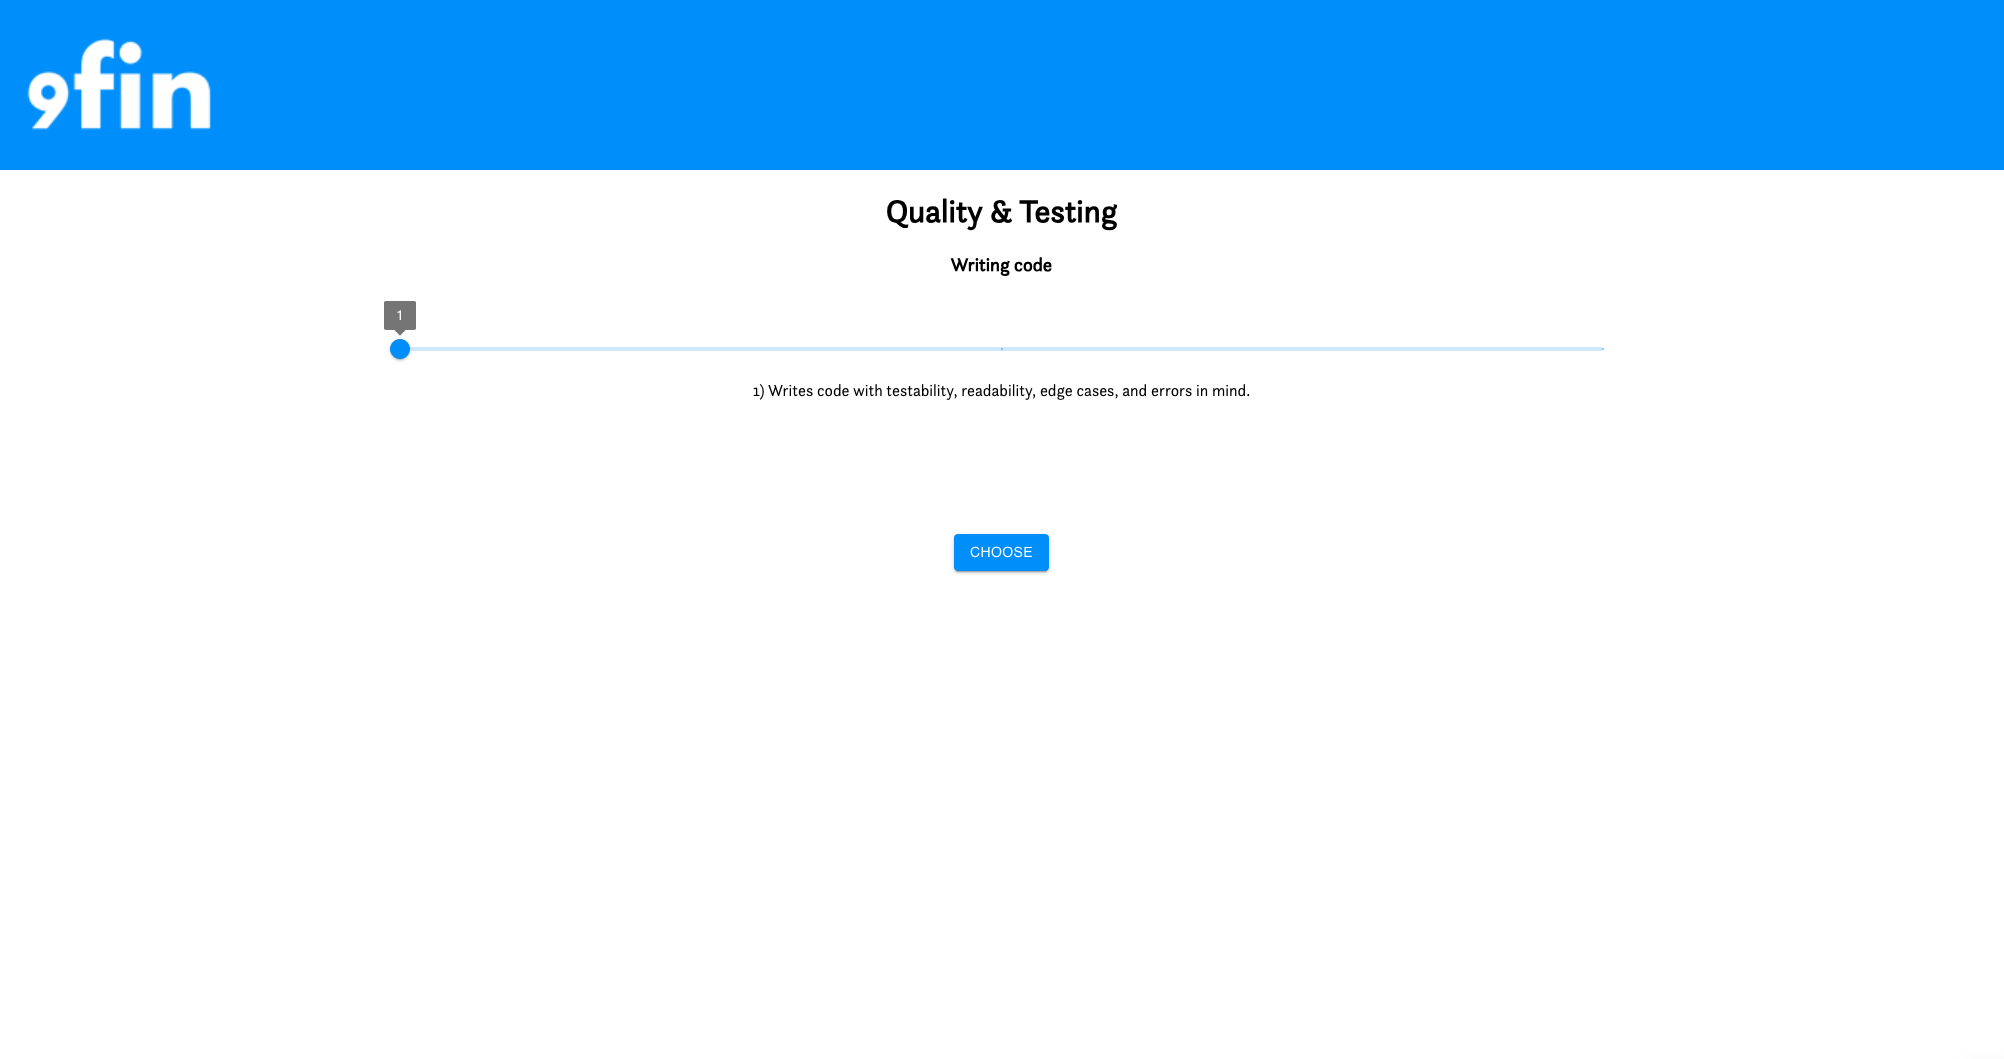 9fin
Quality & Testing
Writing code
1
1) Writes code with testability, readability, edge cases, and errors in mind.
CHOOSE